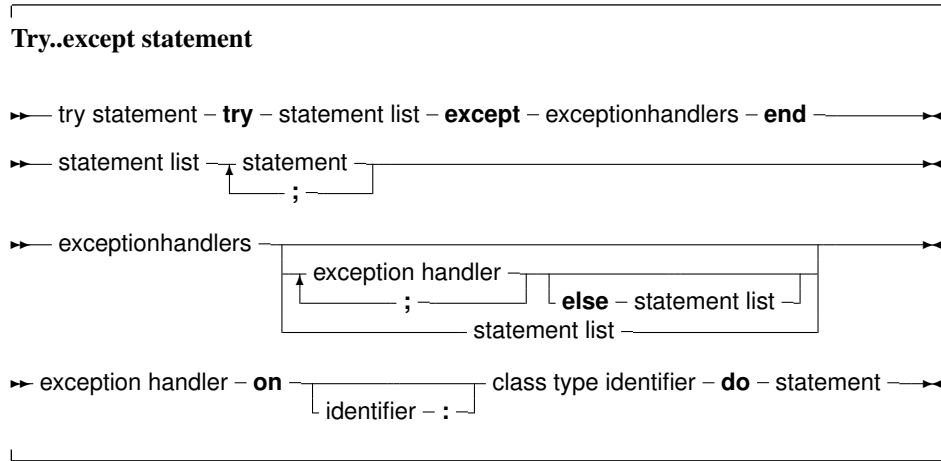 Try..except statement
try statement – try – statement list – except – exceptionhandlers – end
statement list statement
;
exceptionhandlers
exception handler
; else – statement list
statement list
exception handler – on class type identifier – do – statement
identifier – :